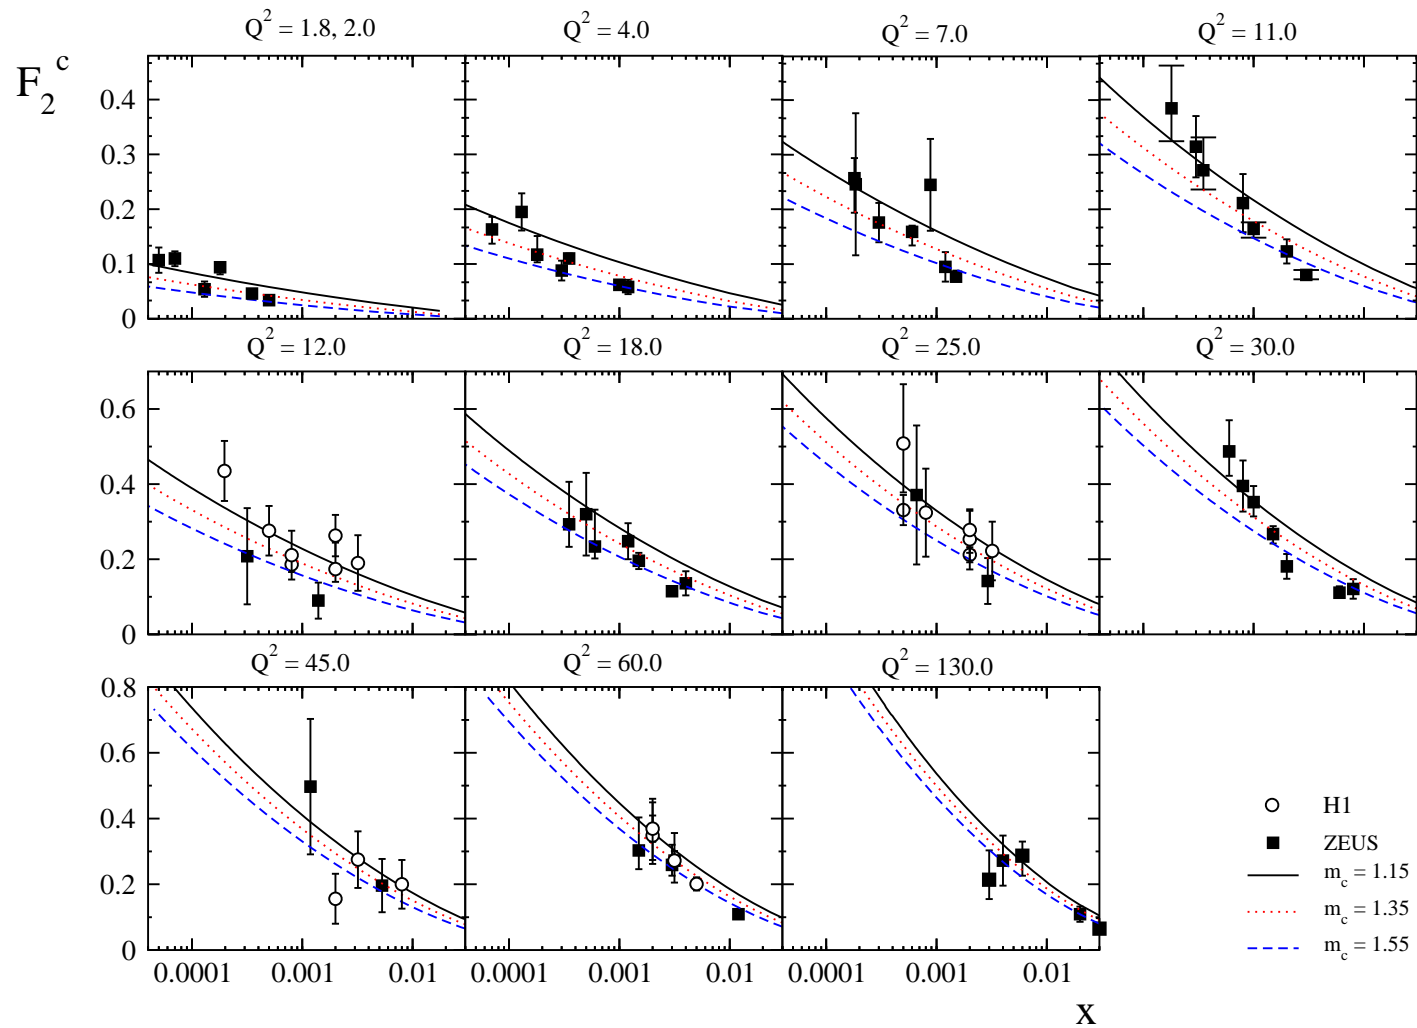 Q² = 1.8, 2.0 Q² = 4.0 Q² = 7.0 Q² = 11.0
F₂ᶜ
0.4
0.3
0.2
0.1
0
Q² = 12.0 Q² = 18.0 Q² = 25.0 Q² = 30.0
0.6
0.4
0.2
0
Q² = 45.0 Q² = 60.0 Q² = 130.0
0.8
0.6
0.4
0.2
0
0.0001 0.001 0.01 0.0001 0.001 0.01 0.0001 0.001 0.01
x
H1
ZEUS
m_c = 1.15
m_c = 1.35
m_c = 1.55